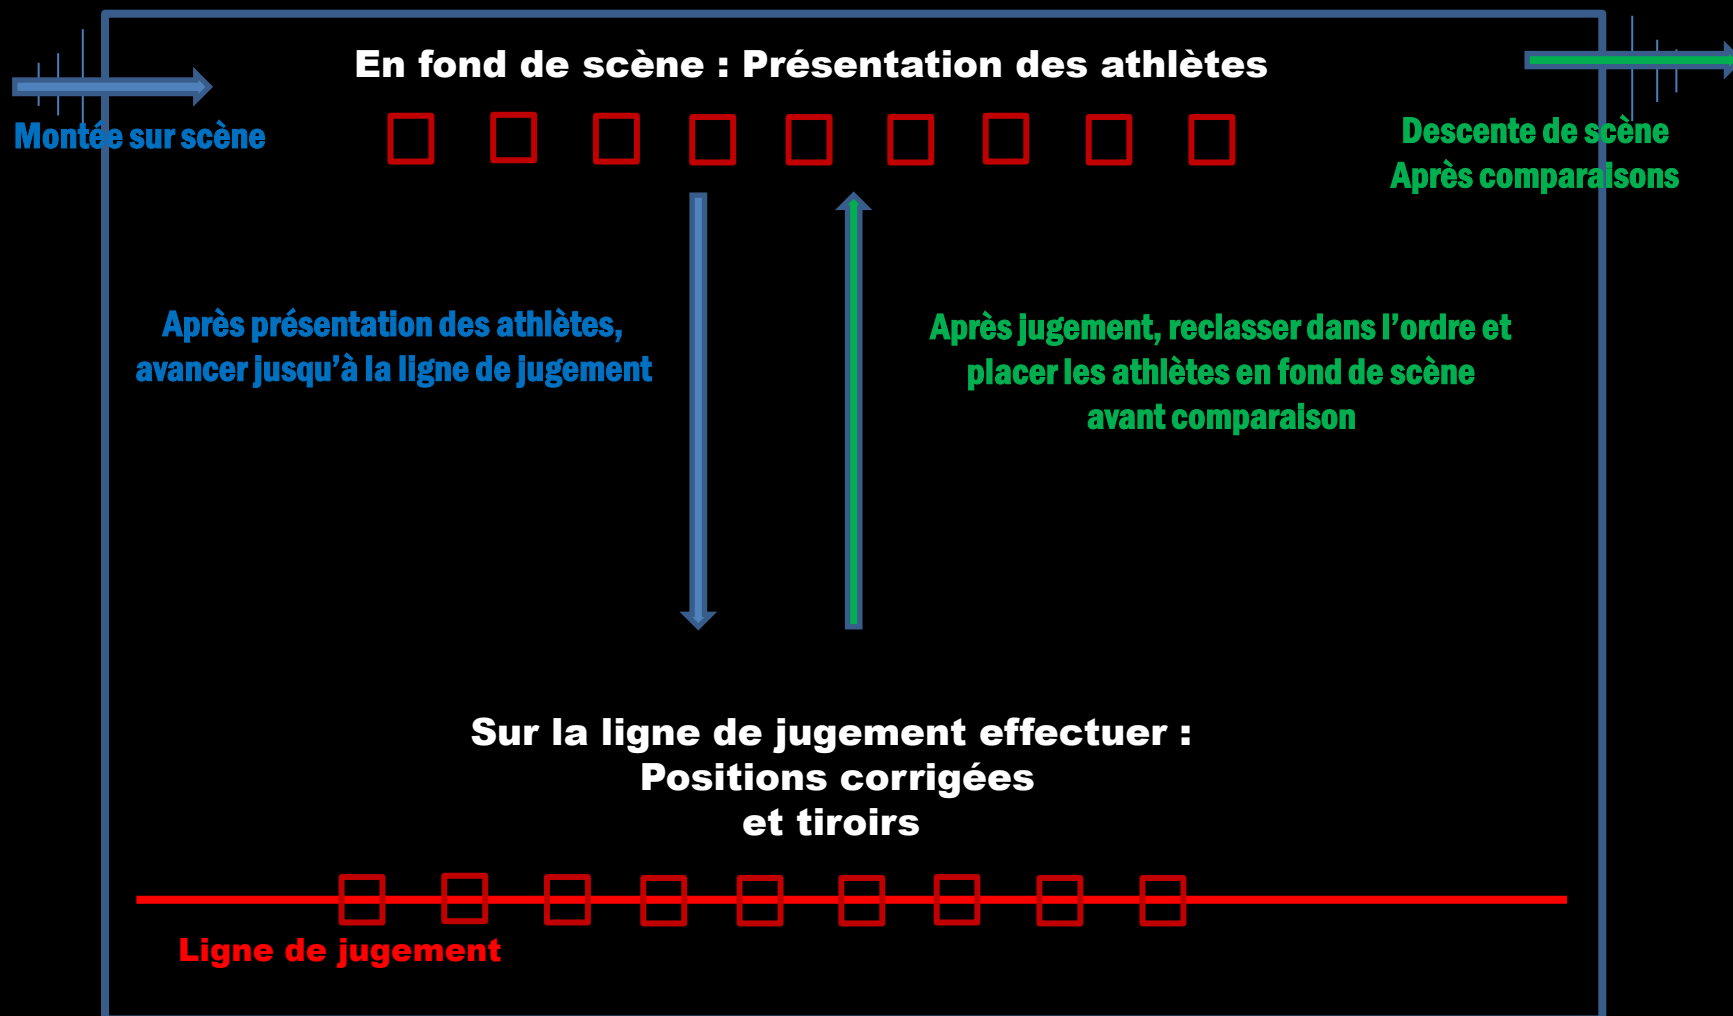 En fond de scène : Présentation des athlètes
Montée sur scène
Descente de scène
Après comparaisons
Après présentation des athlètes,
avancer jusqu’à la ligne de jugement
Après jugement, reclasser dans l’ordre et
placer les athlètes en fond de scène
avant comparaison
Sur la ligne de jugement effectuer :
Positions corrigées
et tiroirs
Ligne de jugement